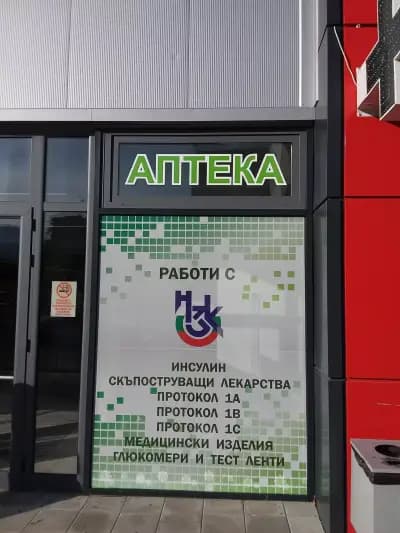 АПТЕКА
РАБОТИ С
НЗОК
ИНСУЛИН
СКЪПОСТРУВАЩИ ЛЕКАРСТВА
ПРОТОКОЛ 1А
ПРОТОКОЛ 1В
ПРОТОКОЛ 1С
МЕДИЦИНСКИ ИЗДЕЛИЯ
ГЛЮКОМЕРИ И ТЕСТ ЛЕНТИ